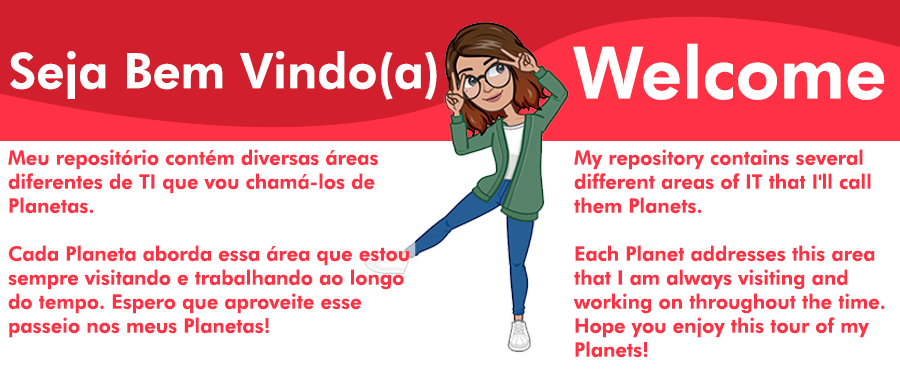 Seja Bem Vindo(a)
Meu repositório contém diversas áreas
diferentes de TI que vou chamá-los de
Planetas.
Cada Planeta aborda essa área que estou
sempre visitando e trabalhando ao longo
do tempo. Espero que aproveite esse
passeio nos meus Planetas!
Welcome
My repository contains several
different areas of IT that I'll call
them Planets.
Each Planet addresses this area
that I am always visiting and
working on throughout the time.
Hope you enjoy this tour of my
Planets!